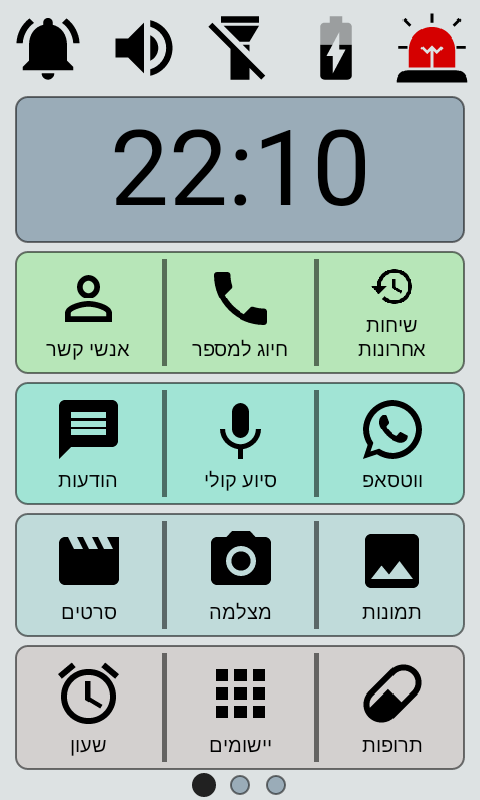 22:10
שיחות
אחרונות
חיוג למספר
אנשי קשר
ווטסאפ
סיוע קולי
הודעות
תמונות
מצלמה
סרטים
תרופות
יישומים
שעון